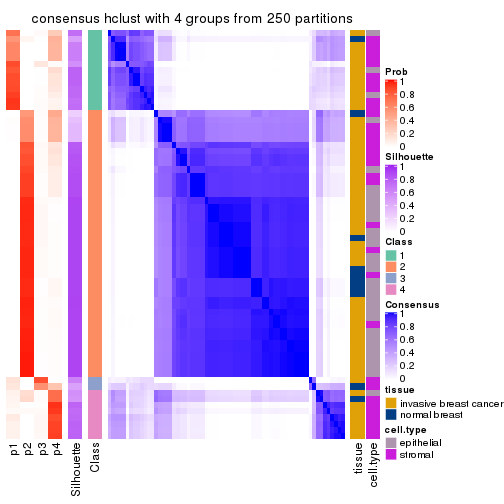 consensus hclust with 4 groups from 250 partitions
Prob
1
0.8
0.6
0.4
0.2
0
Silhouette
1
0.8
0.6
0.4
0.2
0
Class
1
2
3
4
Consensus
1
0.8
0.6
0.4
0.2
0
tissue
invasive breast cancer
normal breast
cell.type
epithelial
stromal
p1
p2
p3
p4
Silhouette
Class
tissue
cell.type